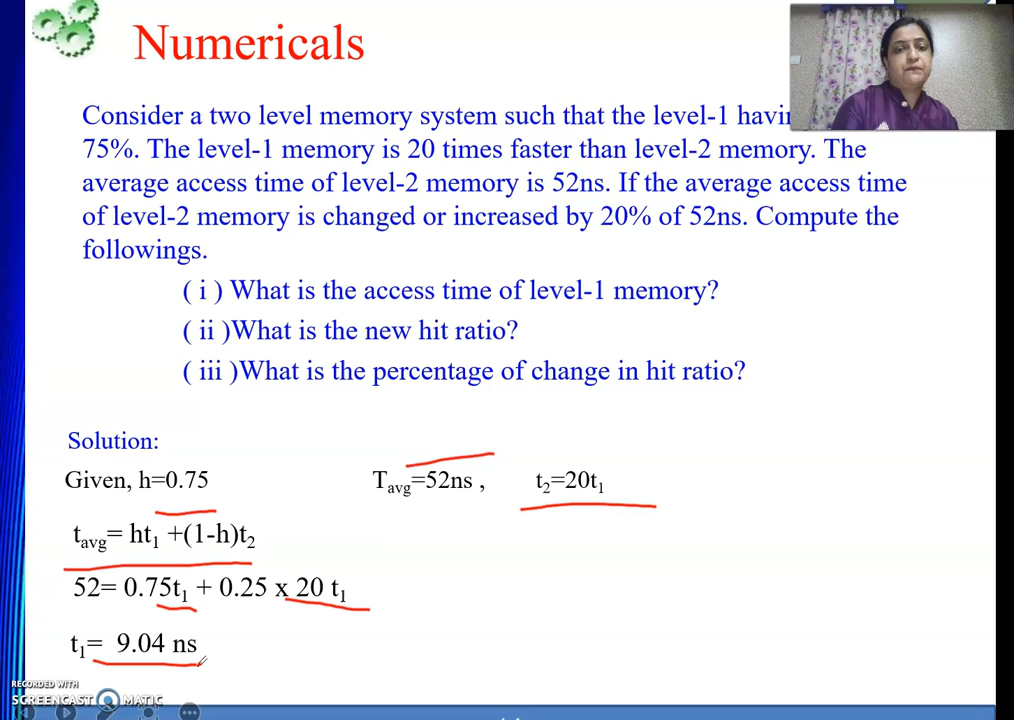 Numericals
Consider a two level memory system such that the level-1 havin
75%. The level-1 memory is 20 times faster than level-2 memory. The
average access time of level-2 memory is 52ns. If the average access time
of level-2 memory is changed or increased by 20% of 52ns. Compute the
followings.
( i ) What is the access time of level-1 memory?
( ii )What is the new hit ratio?
( iii )What is the percentage of change in hit ratio?
Solution:
Given, h=0.75 Tavg=52ns , t2=20t1
tavg= ht1 +(1-h)t2
52= 0.75t1 + 0.25 x 20 t1
t1= 9.04 ns
RECORDED WITH
SCREENCAST MATIC